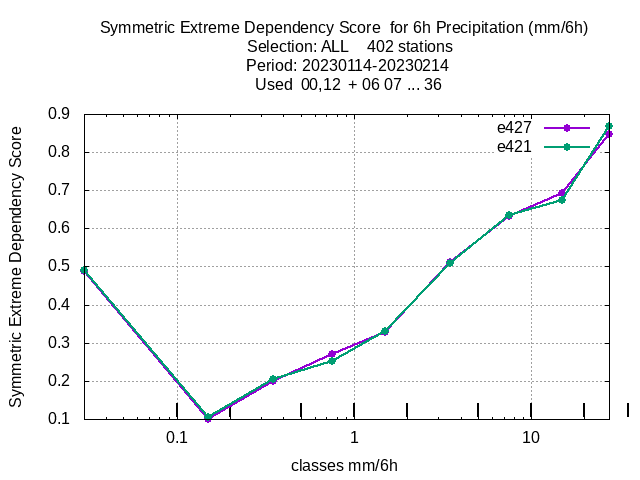 Symmetric Extreme Dependency Score  for 6h Precipitation (mm/6h)
Selection: ALL    402 stations
Period: 20230114-20230214
Used  00,12  + 06 07 ... 36
e427
e421
0.9
0.8
0.7
0.6
0.5
0.4
0.3
0.2
0.1
Symmetric Extreme Dependency Score
0.1 1 10
classes mm/6h